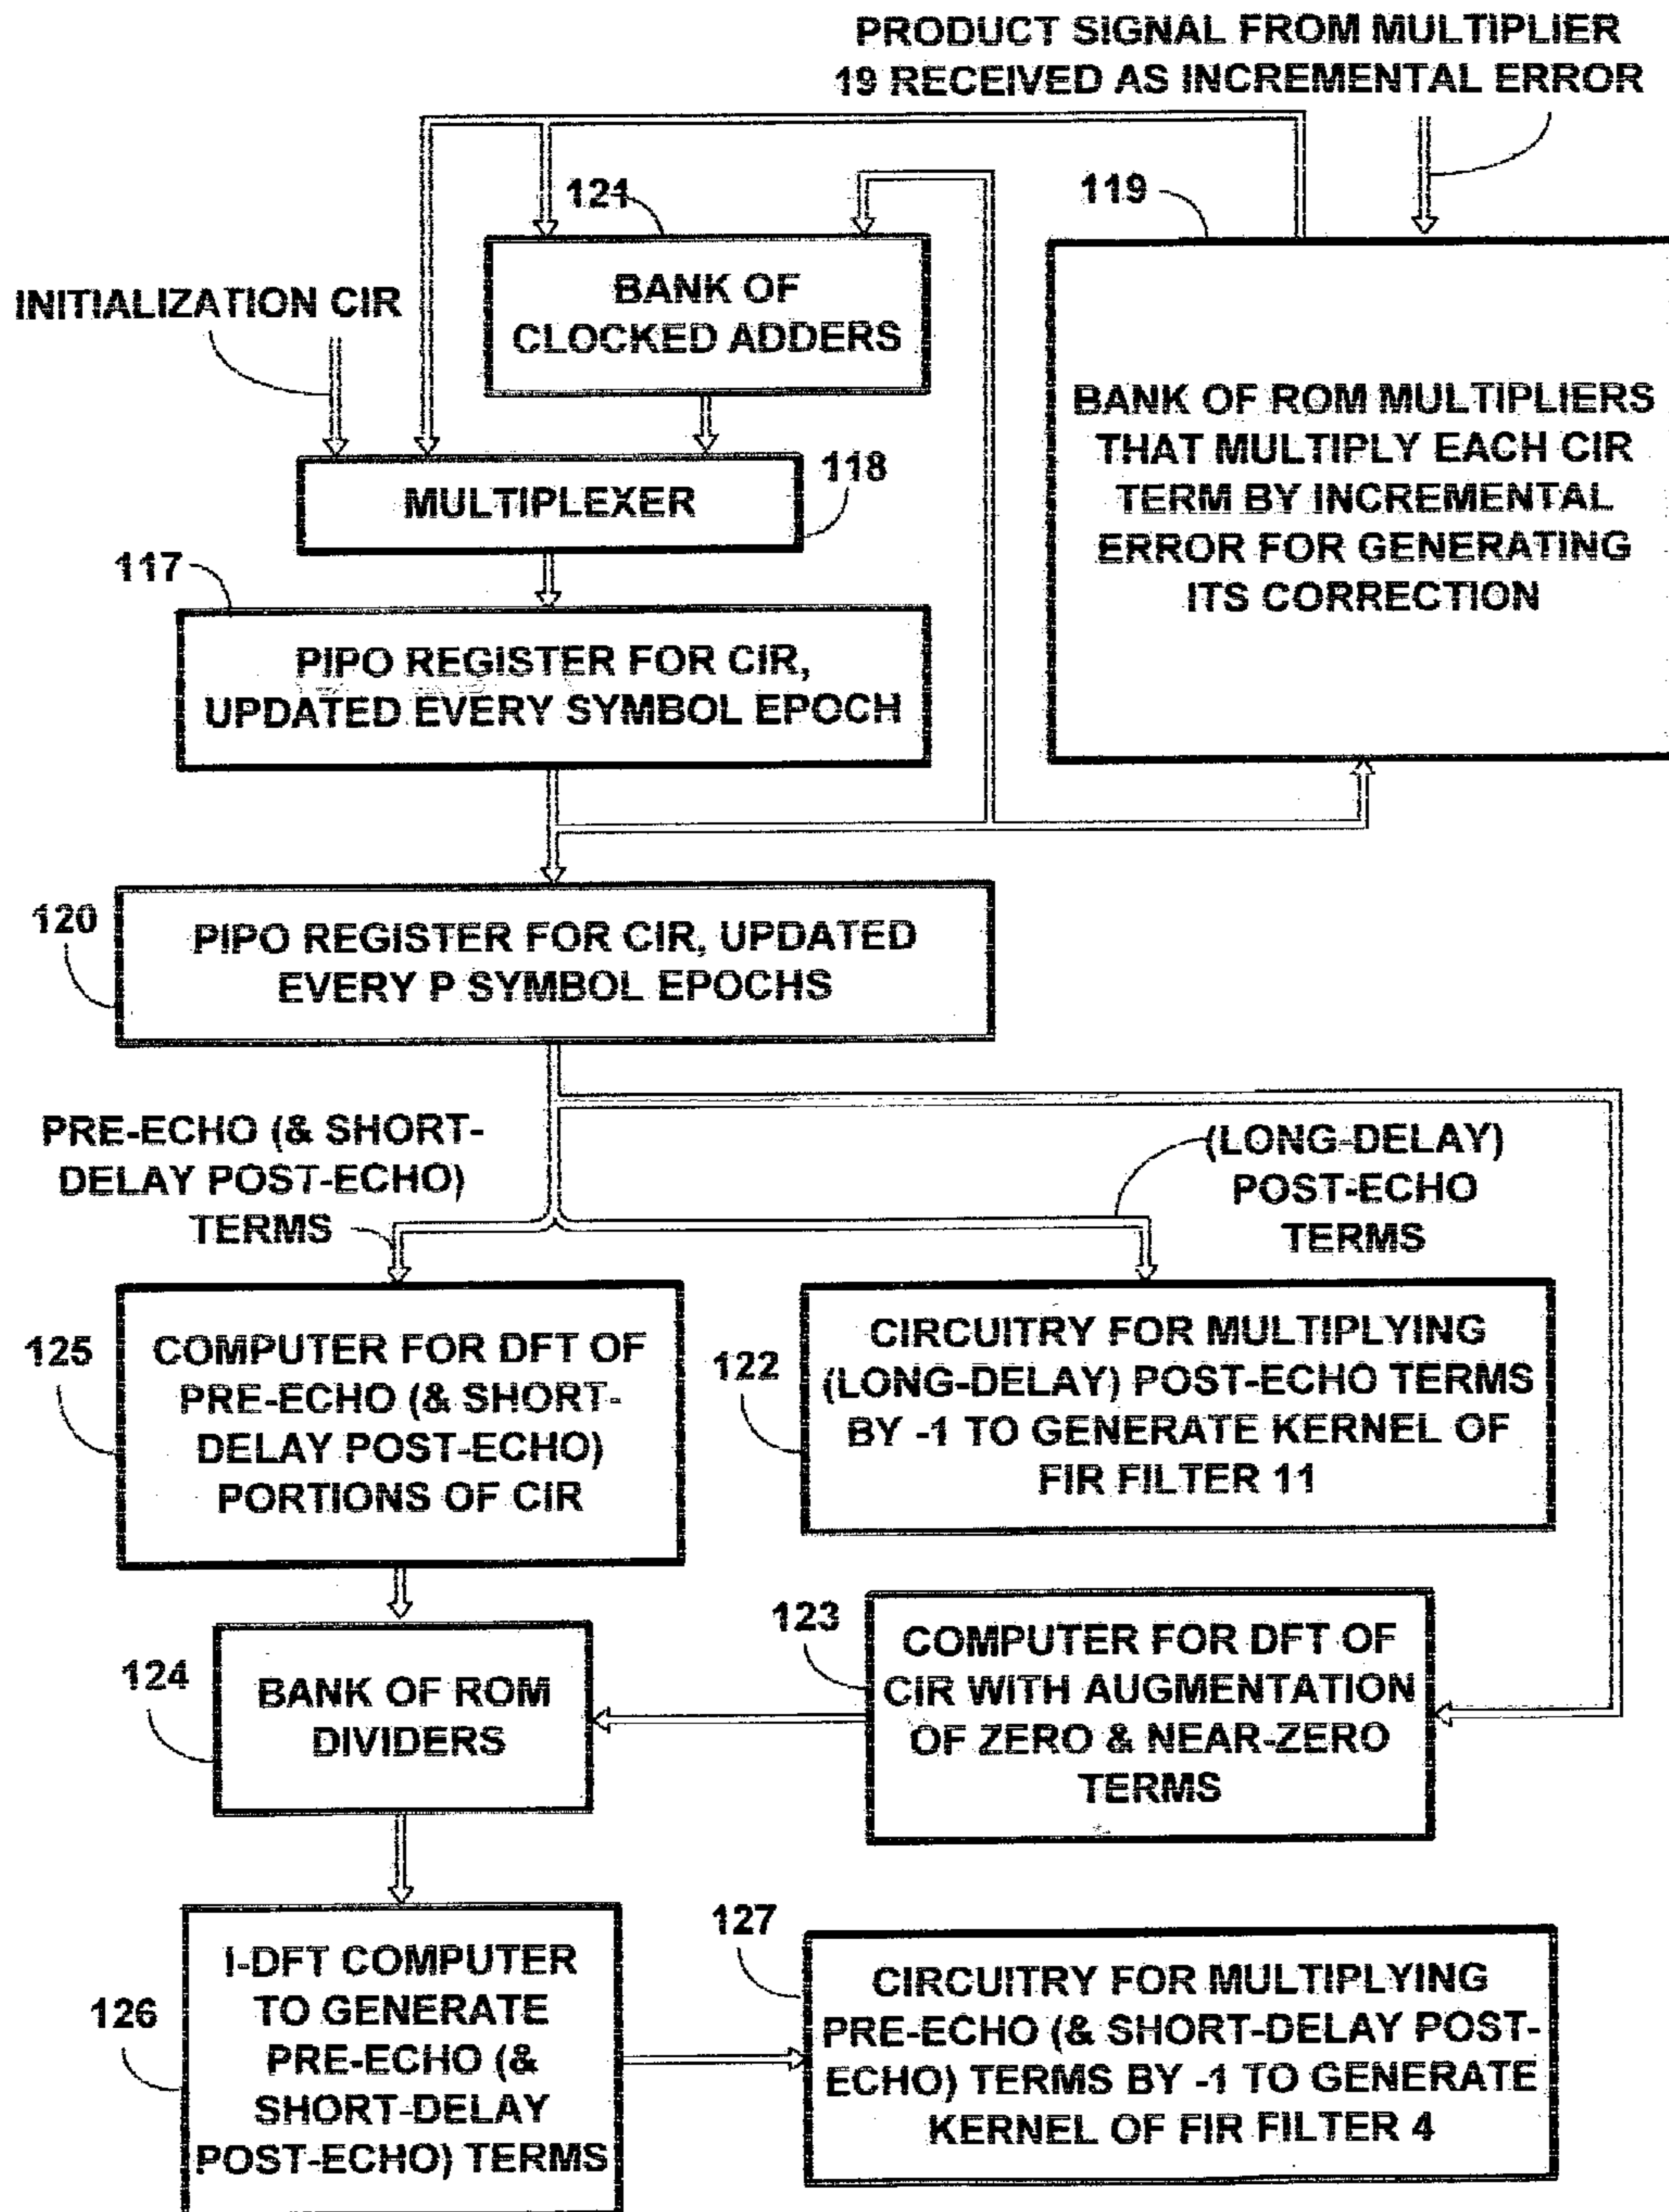 PRODUCT SIGNAL FROM MULTIPLIER
19 RECEIVED AS INCREMENTAL ERROR
121
119
INITIALIZATION CIR
BANK OF
CLOCKED ADDERS
BANK OF ROM MULTIPLIERS
THAT MULTIPLY EACH CIR
TERM BY INCREMENTAL
ERROR FOR GENERATING
ITS CORRECTION
MULTIPLEXER
118
117
PIPO REGISTER FOR CIR,
UPDATED EVERY SYMBOL EPOCH
120
PIPO REGISTER FOR CIR, UPDATED
EVERY P SYMBOL EPOCHS
PRE-ECHO (& SHORT-
DELAY POST-ECHO)
TERMS
(LONG-DELAY)
POST-ECHO
TERMS
125
COMPUTER FOR DFT OF
PRE-ECHO (& SHORT-
DELAY POST-ECHO)
PORTIONS OF CIR
122
CIRCUITRY FOR MULTIPLYING
(LONG-DELAY) POST-ECHO TERMS
BY -1 TO GENERATE KERNEL OF
FIR FILTER 11
124
BANK OF ROM
DIVIDERS
123
COMPUTER FOR DFT OF
CIR WITH AUGMENTATION
OF ZERO & NEAR-ZERO
TERMS
126
I-DFT COMPUTER
TO GENERATE
PRE-ECHO (&
SHORT-DELAY
POST-ECHO) TERMS
127
CIRCUITRY FOR MULTIPLYING
PRE-ECHO (& SHORT-DELAY POST-
ECHO) TERMS BY -1 TO GENERATE
KERNEL OF FIR FILTER 4